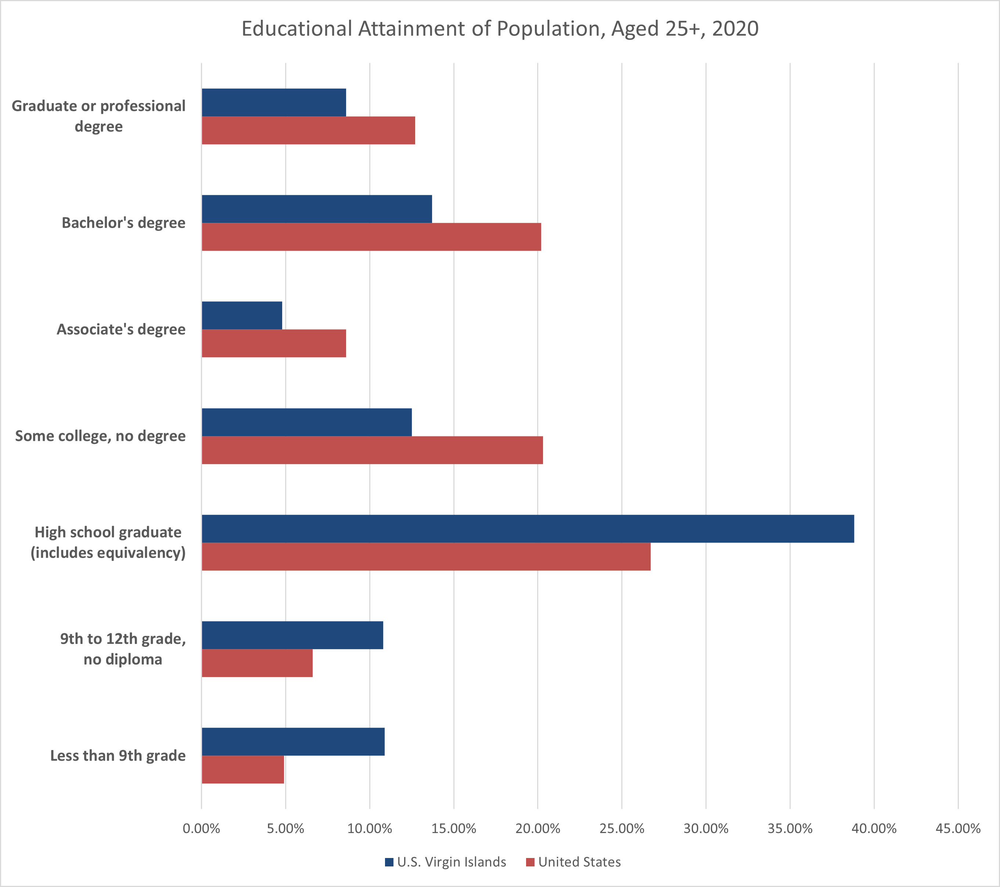 Educational Attainment of Population, Aged 25+, 2020
Graduate or professional
degree
Bachelor's degree
Associate's degree
Some college, no degree
High school graduate
(includes equivalency)
9th to 12th grade,
no diploma
Less than 9th grade
0.00% 5.00% 10.00% 15.00% 20.00% 25.00% 30.00% 35.00% 40.00% 45.00%
U.S. Virgin Islands United States